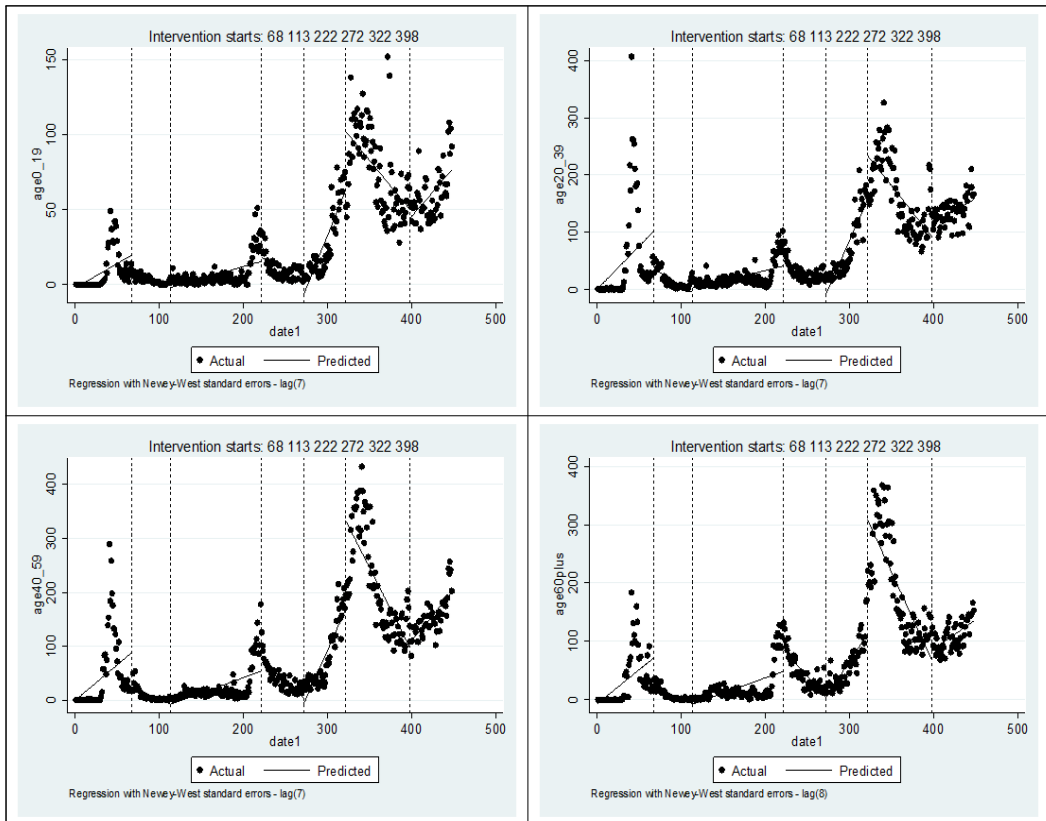 Intervention starts: 68 113 222 272 322 398
age0_19
150
100
50
0
0 100 200 300 400 500
date1
Actual Predicted
Regression with Newey-West standard errors - lag(7)
Intervention starts: 68 113 222 272 322 398
age20_39
400
300
200
100
0
0 100 200 300 400 500
date1
Actual Predicted
Regression with Newey-West standard errors - lag(7)
Intervention starts: 68 113 222 272 322 398
age40_59
400
300
200
100
0
0 100 200 300 400 500
date1
Actual Predicted
Regression with Newey-West standard errors - lag(7)
Intervention starts: 68 113 222 272 322 398
age60plus
400
300
200
100
0
0 100 200 300 400 500
date1
Actual Predicted
Regression with Newey-West standard errors - lag(8)